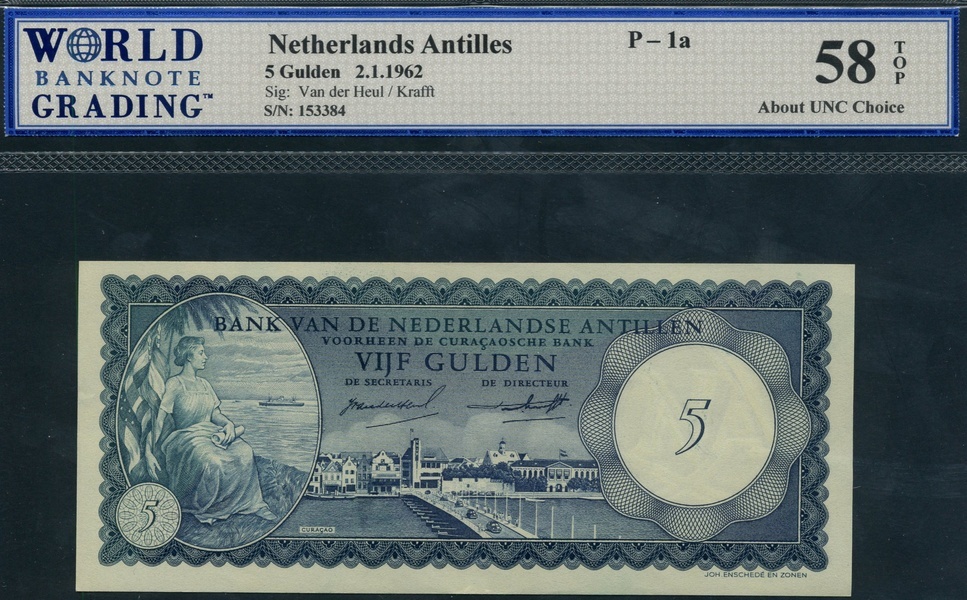 WORLD
BANKNOTE
GRADING™
Netherlands Antilles
5 Gulden 2.1.1962
Sig: Van der Heul / Krafft
S/N: 153384
P – 1a
58 TOP
About UNC Choice
BANK VAN DE NEDERLANDSE ANTILLEN
VOORHEEN DE CURAÇAOSCHE BANK
VIJF GULDEN
DE SECRETARIS DE DIRECTEUR
5
5
CURAÇAO
JOH. ENSCHEDÉ EN ZONEN